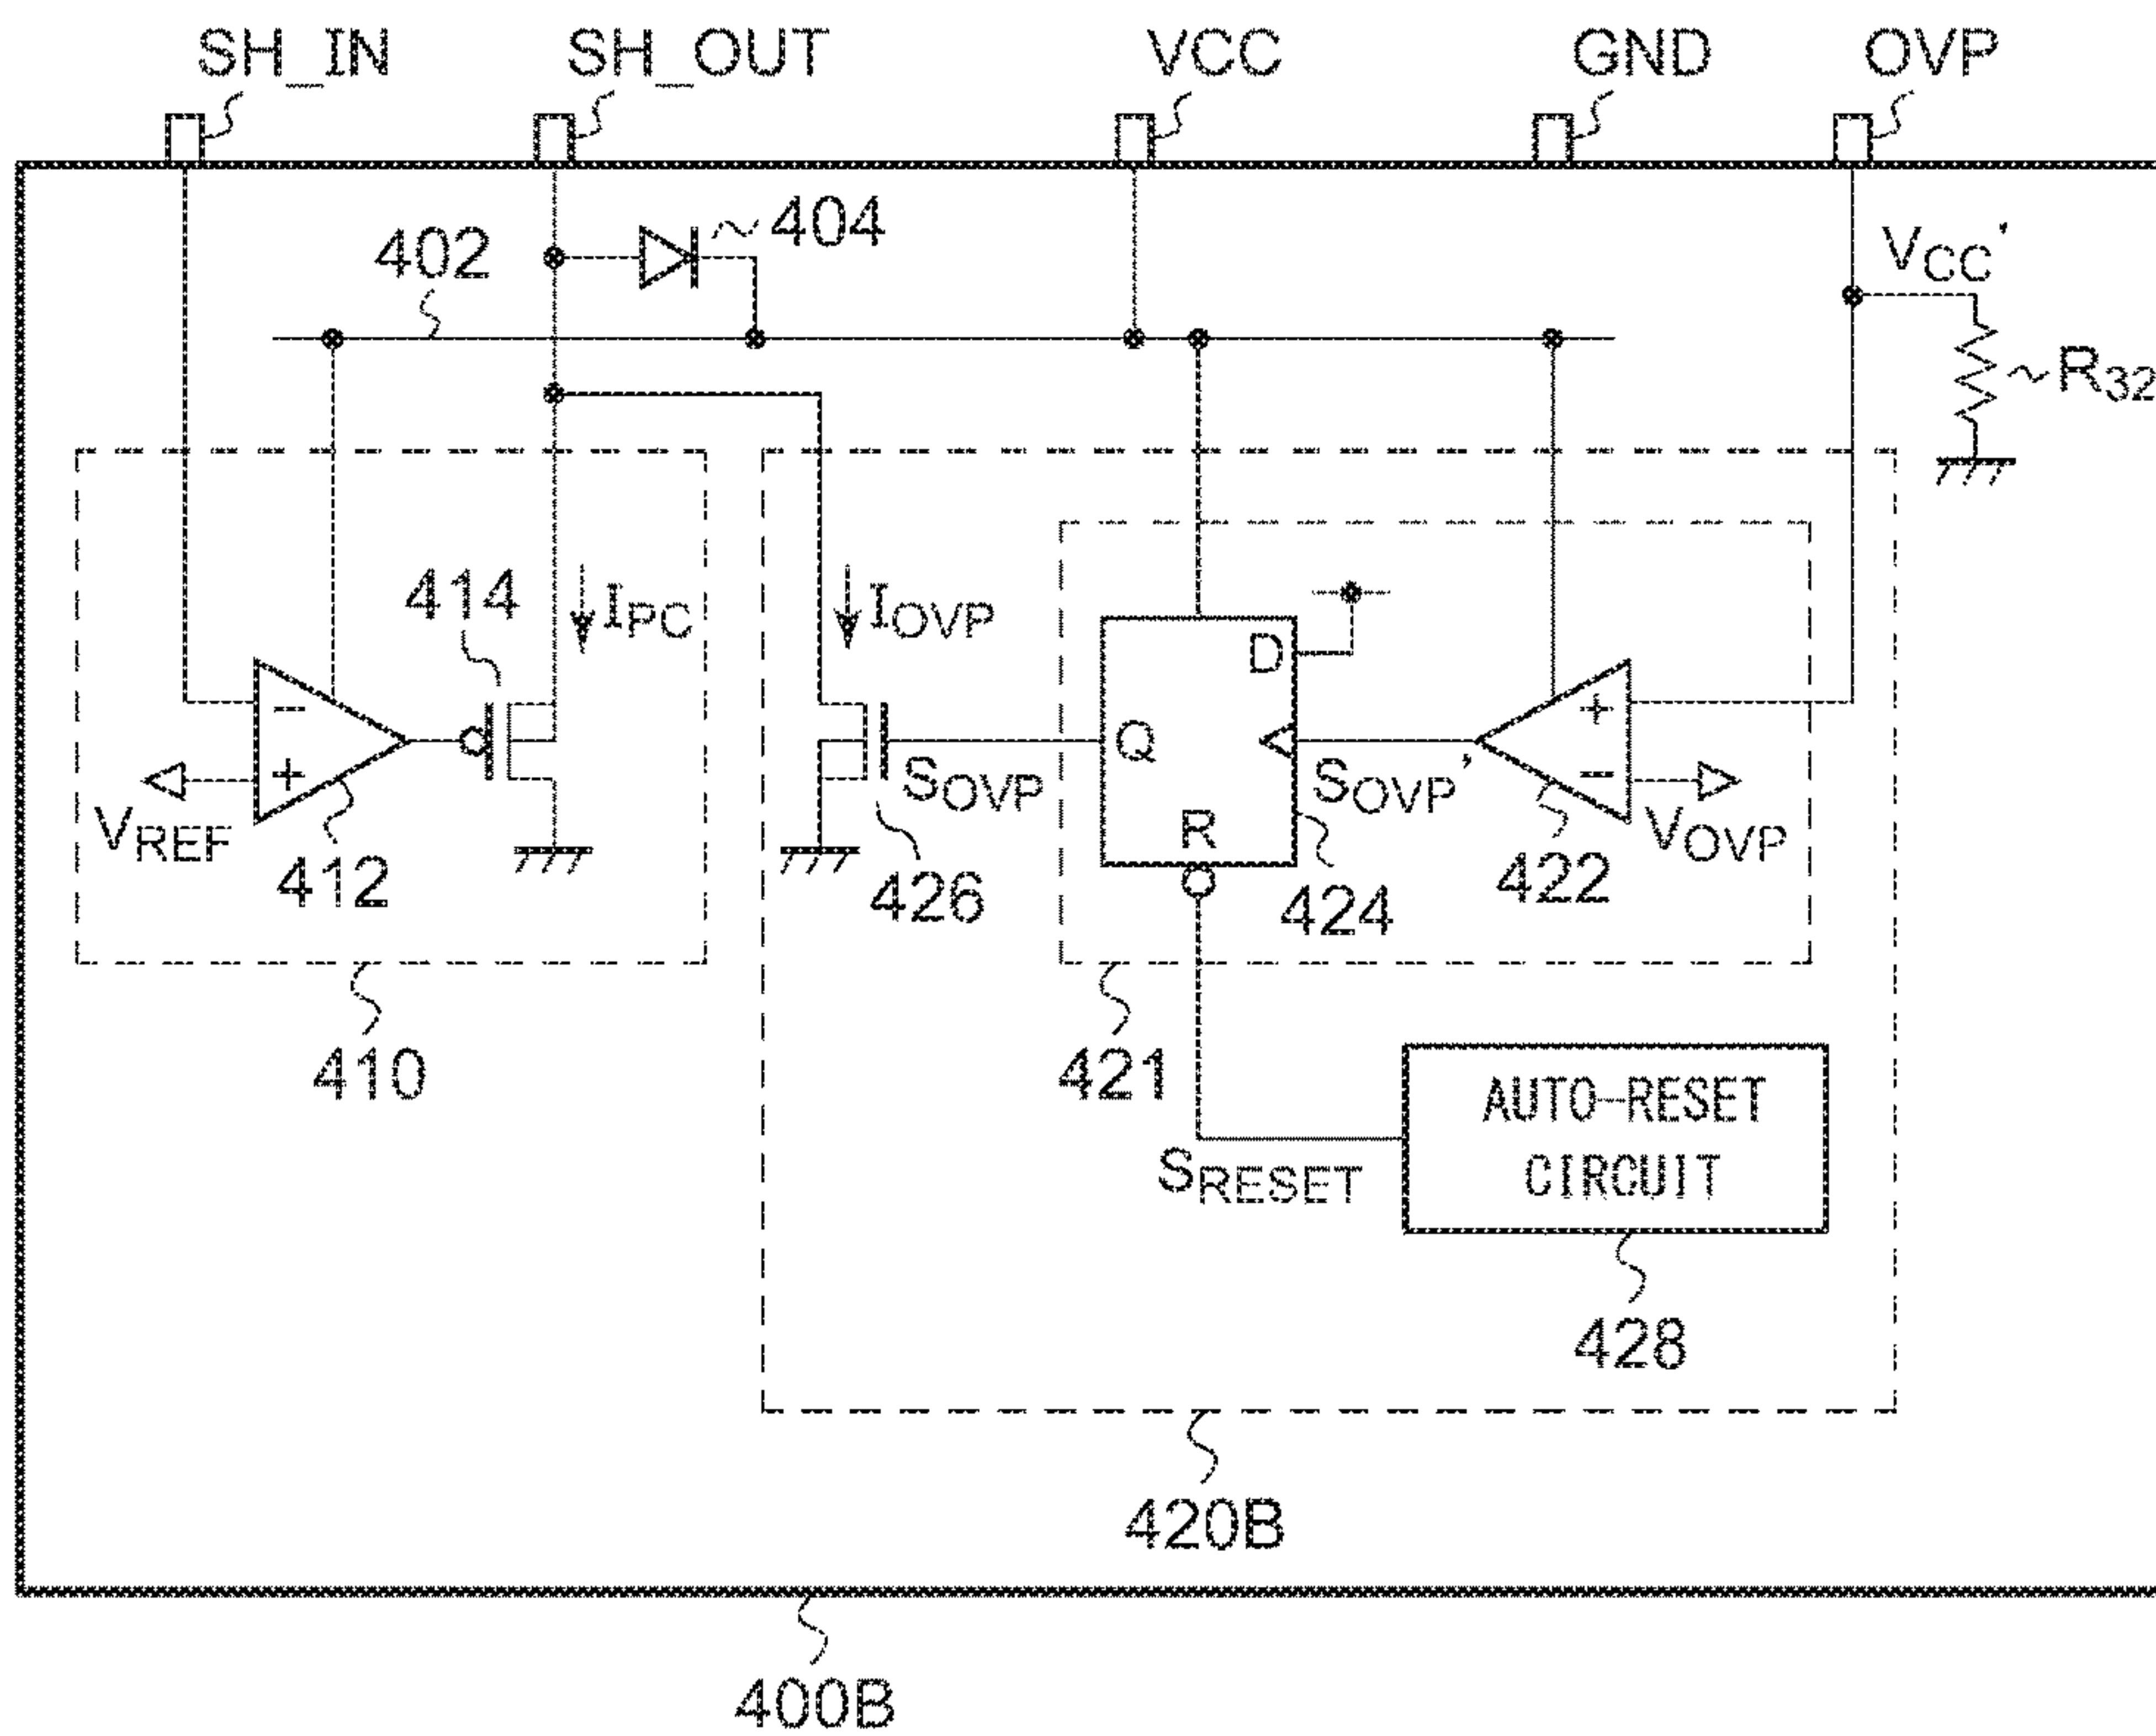 SH_IN SH_OUT VCC GND OVP
404
402
VCC'
R32
414
IPC
IOVP
D
−
+
+
−
Q
SOVP
SOVP'
VREF
VOVP
R
412
426
424
422
410
421
AUTO-RESET
CIRCUIT
SRESET
428
420B
400B